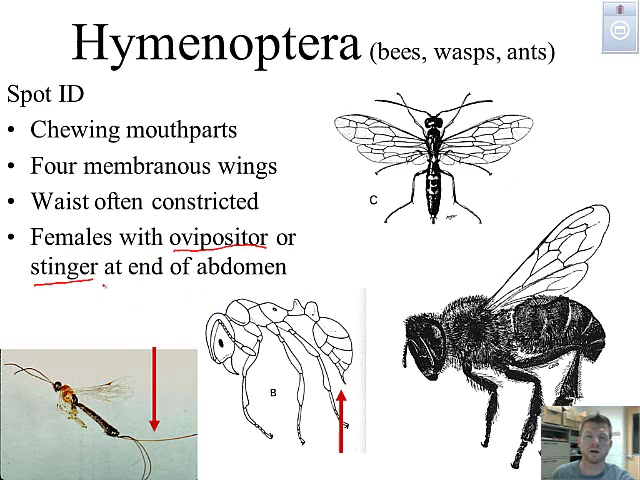 Hymenoptera (bees, wasps, ants)
Spot ID
• Chewing mouthparts
• Four membranous wings
• Waist often constricted
• Females with ovipositor or
stinger at end of abdomen
C
B